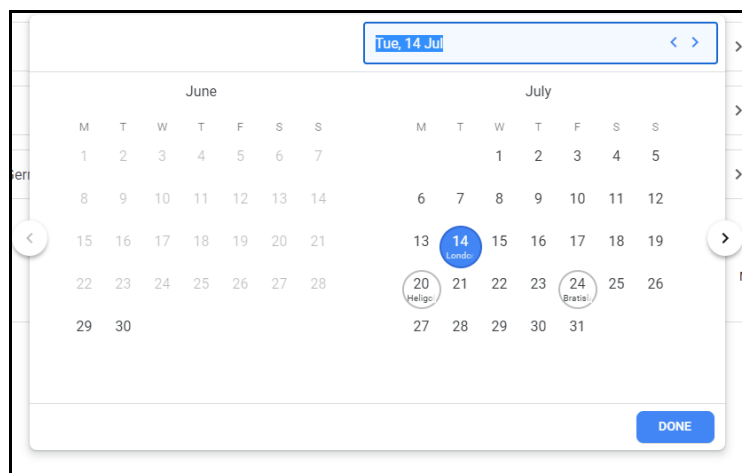 Tue, 14 Jul
June
M T W T F S S
1 2 3 4 5 6 7
8 9 10 11 12 13 14
15 16 17 18 19 20 21
22 23 24 25 26 27 28
29 30
July
M T W T F S S
1 2 3 4 5
6 7 8 9 10 11 12
13 14 15 16 17 18 19
Londo
20 21 22 23 24 25 26
Heligo Bratisl
27 28 29 30 31
DONE